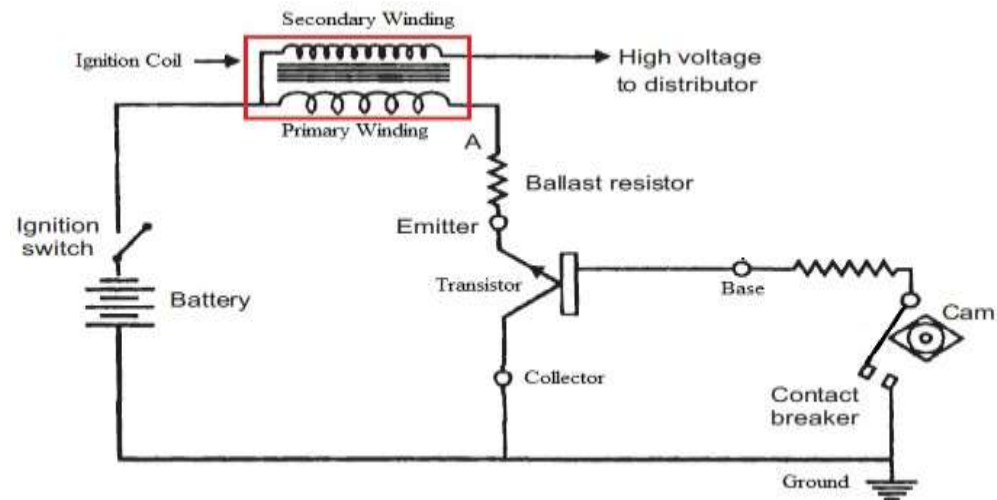 Secondary Winding
Ignition Coil
High voltage
to distributor
Primary Winding
A
Ballast resistor
Ignition
switch
Emitter
Battery
Transistor
Base
Cam
Collector
Contact
breaker
Ground